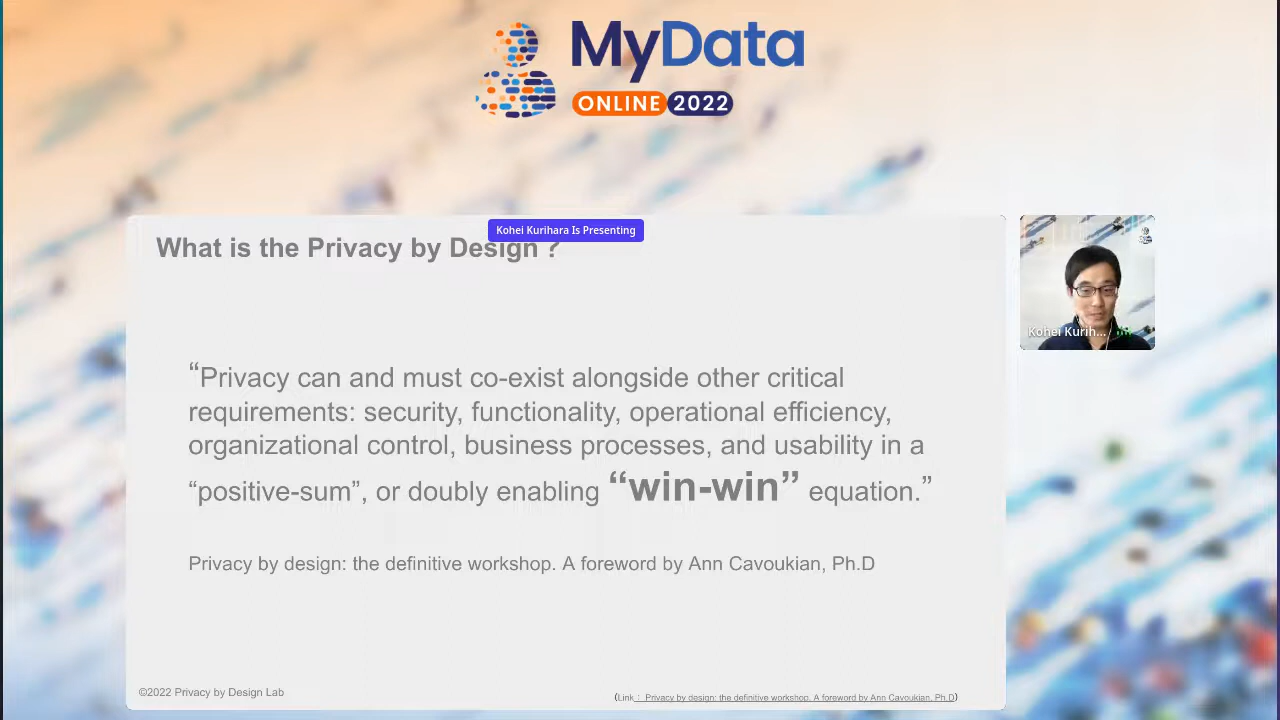 MyData
ONLINE 2022
Kohei Kurihara Is Presenting
What is the Privacy by Design ?
Kohei Kurih...
“Privacy can and must co-exist alongside other critical
requirements: security, functionality, operational efficiency,
organizational control, business processes, and usability in a
“positive-sum”, or doubly enabling “win-win” equation.”
Privacy by design: the definitive workshop. A foreword by Ann Cavoukian, Ph.D
©2022 Privacy by Design Lab
(Link： Privacy by design: the definitive workshop. A foreword by Ann Cavoukian, Ph.D)